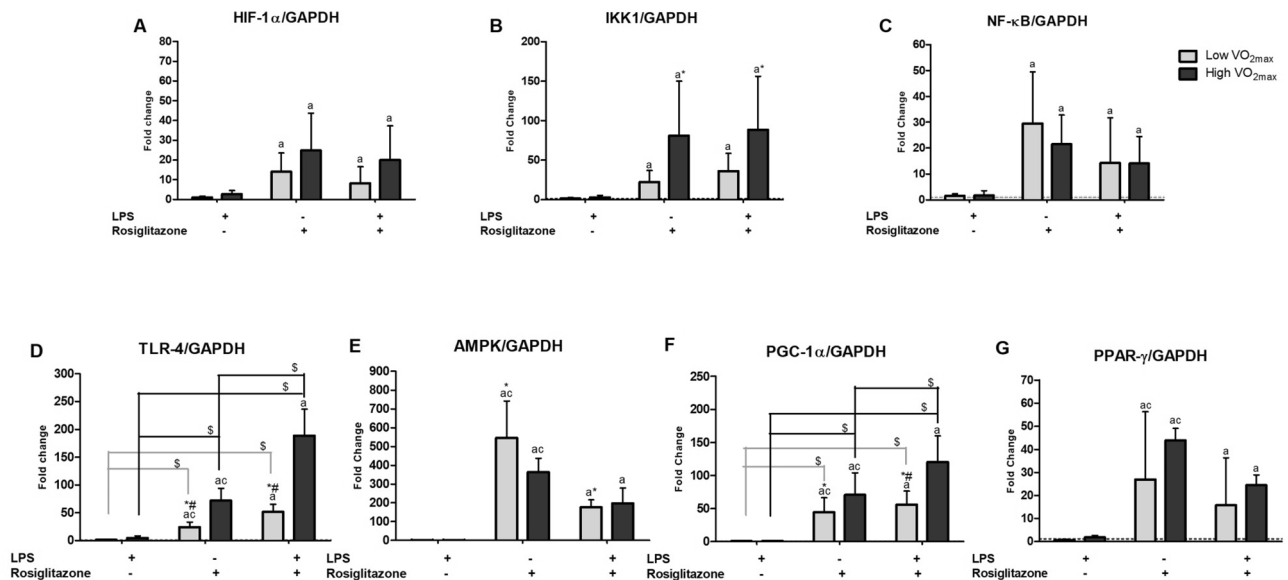 A
HIF-1α/GAPDH
Fold change
80
70
60
50
40
30
20
10
0
a
a
a
a
LPS + - +
Rosiglitazone - + +
B
IKK1/GAPDH
Fold Change
200
150
100
50
0
a
a*
a
a*
LPS + - +
Rosiglitazone - + +
C
NF-κB/GAPDH
Fold Change
60
50
40
30
20
10
0
a
a
a
a
LPS + - +
Rosiglitazone - + +
Low VO2max
High VO2max
D
TLR-4/GAPDH
Fold Change
300
250
200
150
100
50
0
$
$
$
$
$
*#
ac
ac
*#
a
a
LPS + - +
Rosiglitazone - + +
E
AMPK/GAPDH
Fold Change
1000
900
800
700
600
500
400
300
200
100
0
*
ac
ac
a*
a
LPS + - +
Rosiglitazone - + +
F
PGC-1α/GAPDH
Fold Change
250
200
150
100
50
0
$
$
$
$
$
*
ac
ac
*#
a
a
LPS + - +
Rosiglitazone - + +
G
PPAR-γ/GAPDH
Fold Change
70
60
50
40
30
20
10
0
ac
ac
a
a
LPS + - +
Rosiglitazone - + +